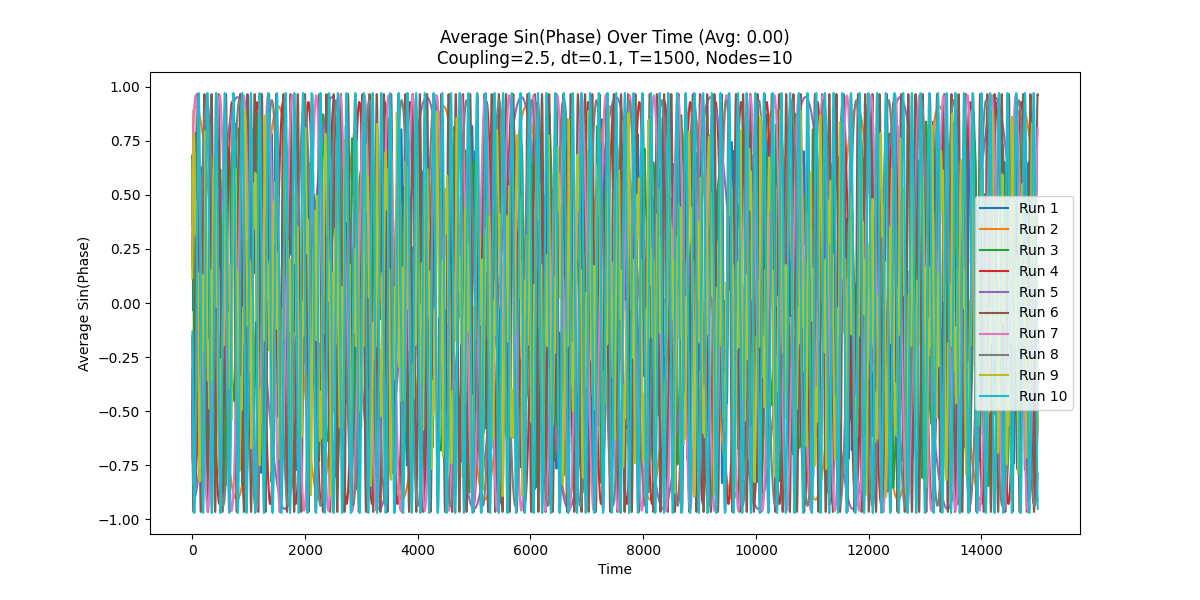 Average Sin(Phase) Over Time (Avg: 0.00)
Coupling=2.5, dt=0.1, T=1500, Nodes=10
Average Sin(Phase)
1.00
0.75
0.50
0.25
0.00
−0.25
−0.50
−0.75
−1.00
Run 1
Run 2
Run 3
Run 4
Run 5
Run 6
Run 7
Run 8
Run 9
Run 10
0 2000 4000 6000 8000 10000 12000 14000
Time